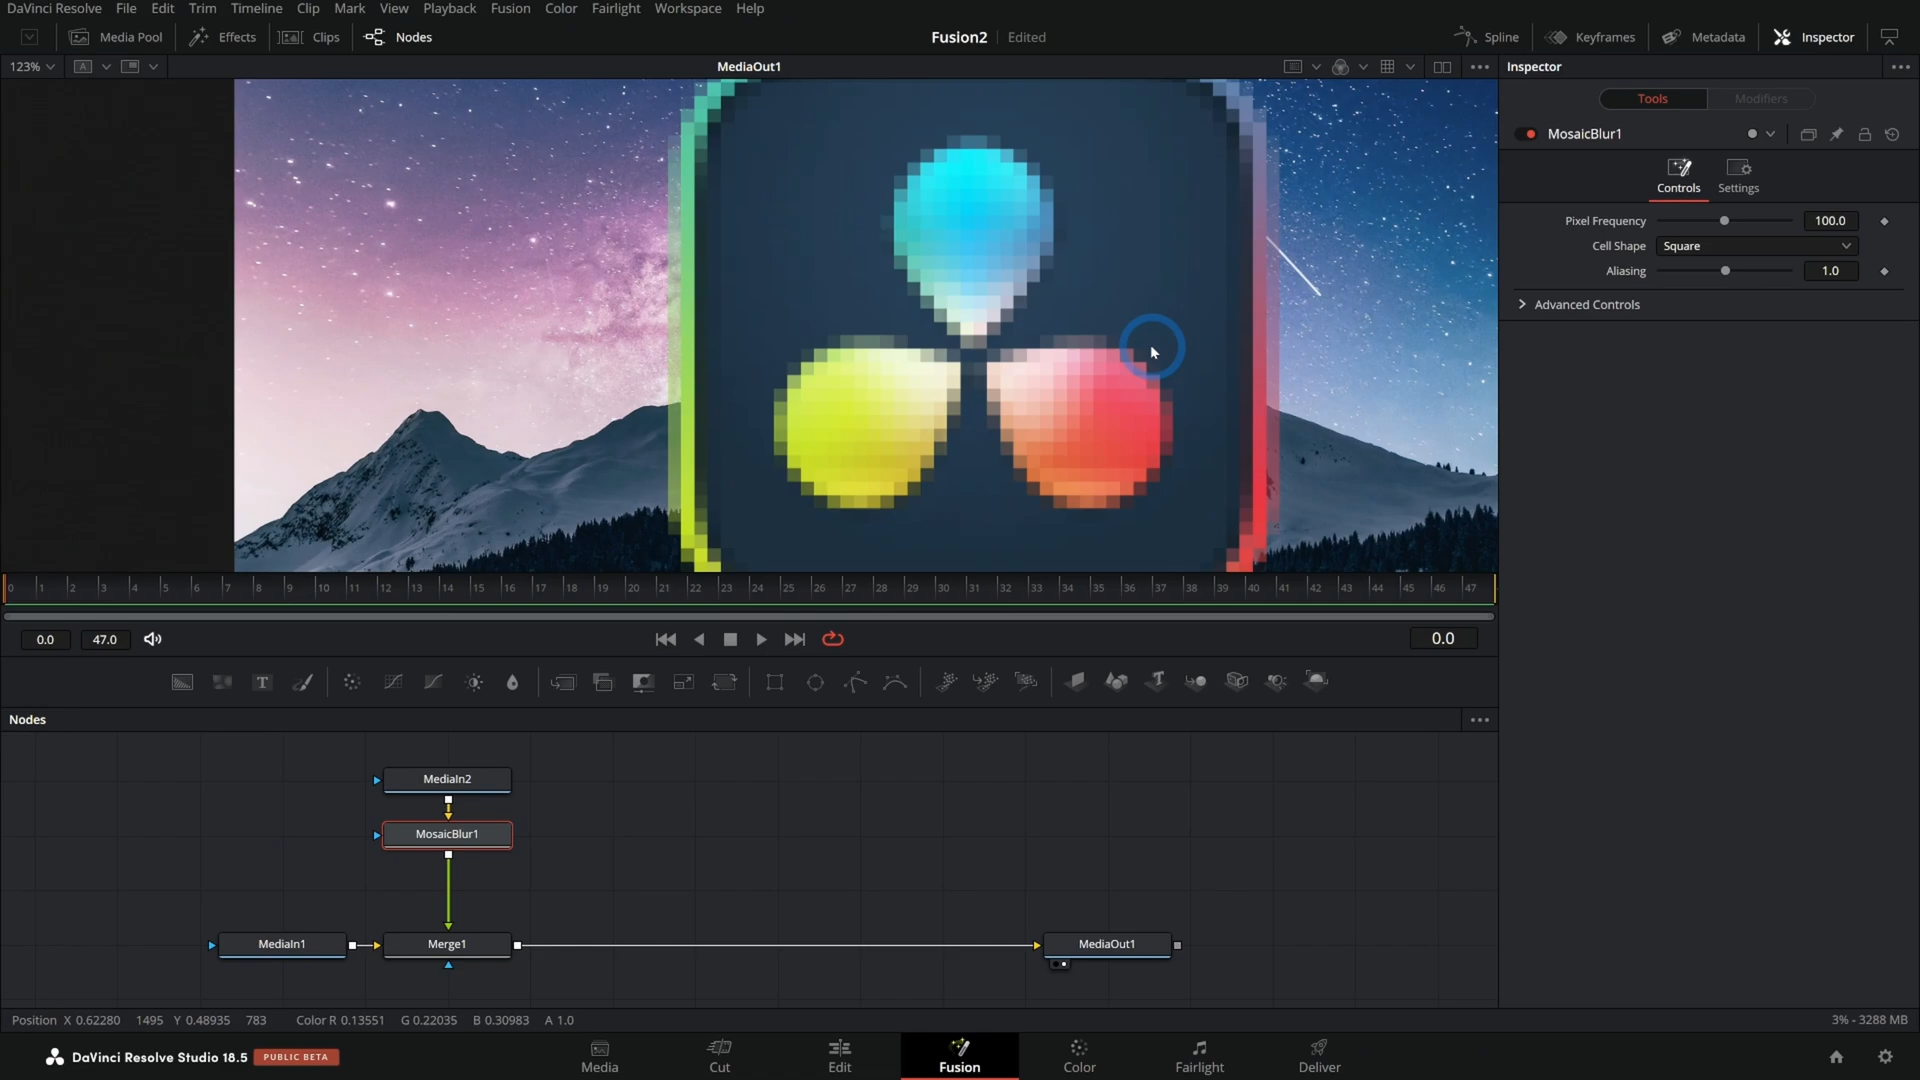 DaVinci Resolve File Edit Trim Timeline Clip Mark View Playback Fusion Color Fairlight Workspace Help
Media Pool Effects Clips Nodes Fusion2 Edited Spline Keyframes Metadata Inspector
123% A MediaOut1 Inspector
Tools Modifiers
MosaicBlur1
Controls Settings
Pixel Frequency 100.0
Cell Shape Square
Aliasing 1.0
Advanced Controls
0 1 2 3 4 5 6 7 8 9 10 11 12 13 14 15 16 17 18 19 20 21 22 23 24 25 26 27 28 29 30 31 32 33 34 35 36 37 38 39 40 41 42 43 44 45 46 47
0.0 47.0 0.0
T T
Nodes
MediaIn2
MosaicBlur1
MediaIn1 Merge1 MediaOut1
Position X 0.62280 1495 Y 0.48935 783 Color R 0.13551 G 0.22035 B 0.30983 A 1.0 3% - 3288 MB
DaVinci Resolve Studio 18.5 PUBLIC BETA Media Cut Edit Fusion Color Fairlight Deliver